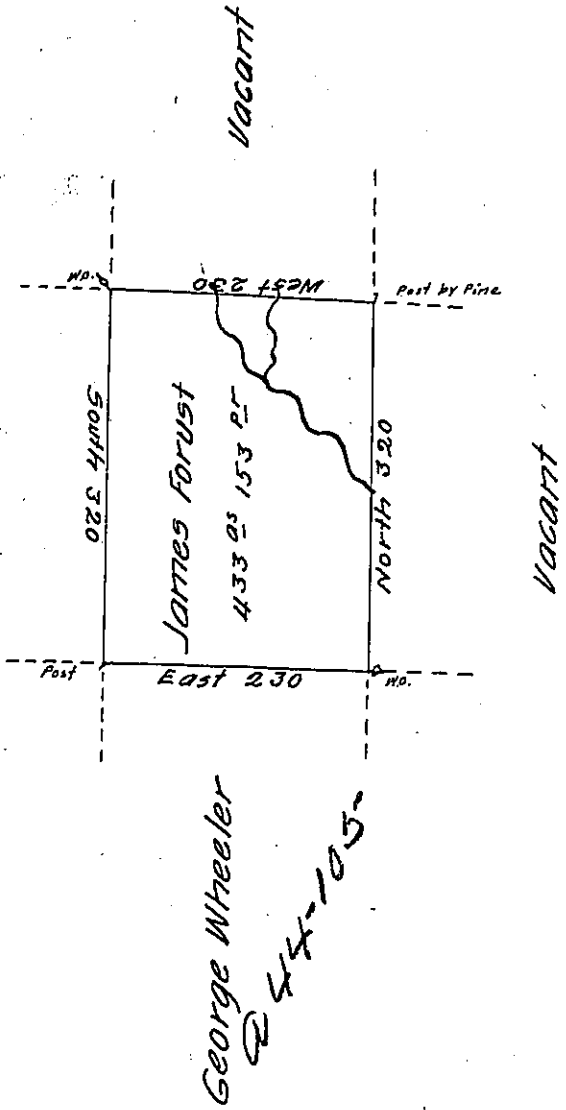 Vacant
W.O.
West 230
Post by Pine
South 320
James Forust
433 as 153 pr
North 320
Vacant
Post
East 230
W.O.
George Wheeler
44-105